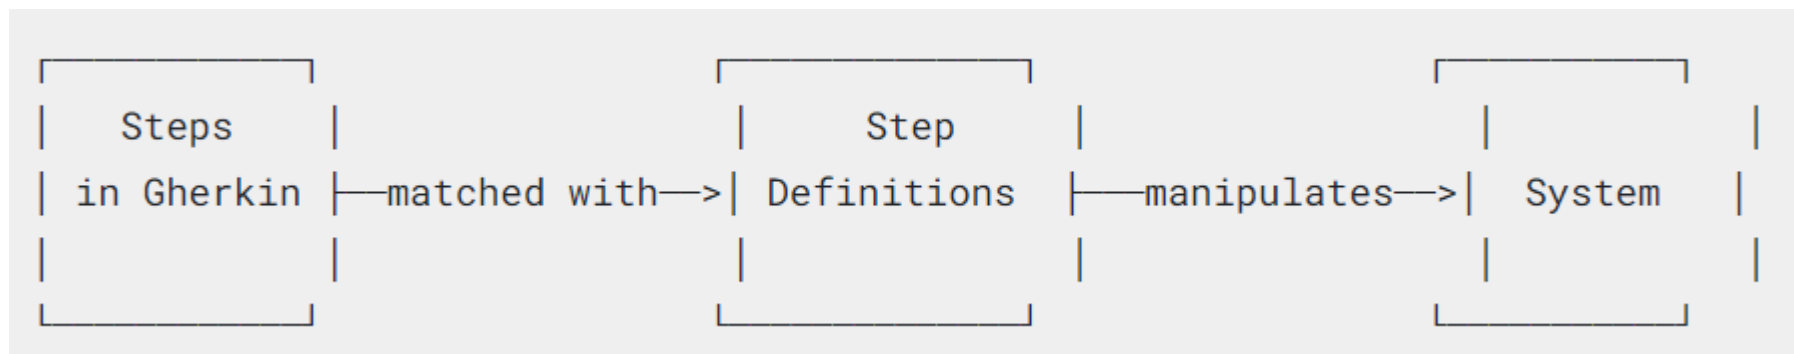 ┌────────────┐                 ┌──────────────┐                 ┌───────────┐
│   Steps    │                 │     Step     │                 │           │
│ in Gherkin ├──matched with──>│ Definitions  ├───manipulates──>│  System   │
│            │                 │              │                 │           │
└────────────┘                 └──────────────┘                 └───────────┘